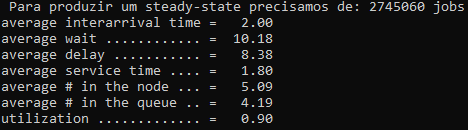 Para produzir um steady-state precisamos de: 2745060 jobs
average interarrival time =   2.00
average wait ............ =  10.18
average delay ........... =   8.38
average service time .... =   1.80
average # in the node ... =   5.09
average # in the queue .. =   4.19
utilization ............. =   0.90